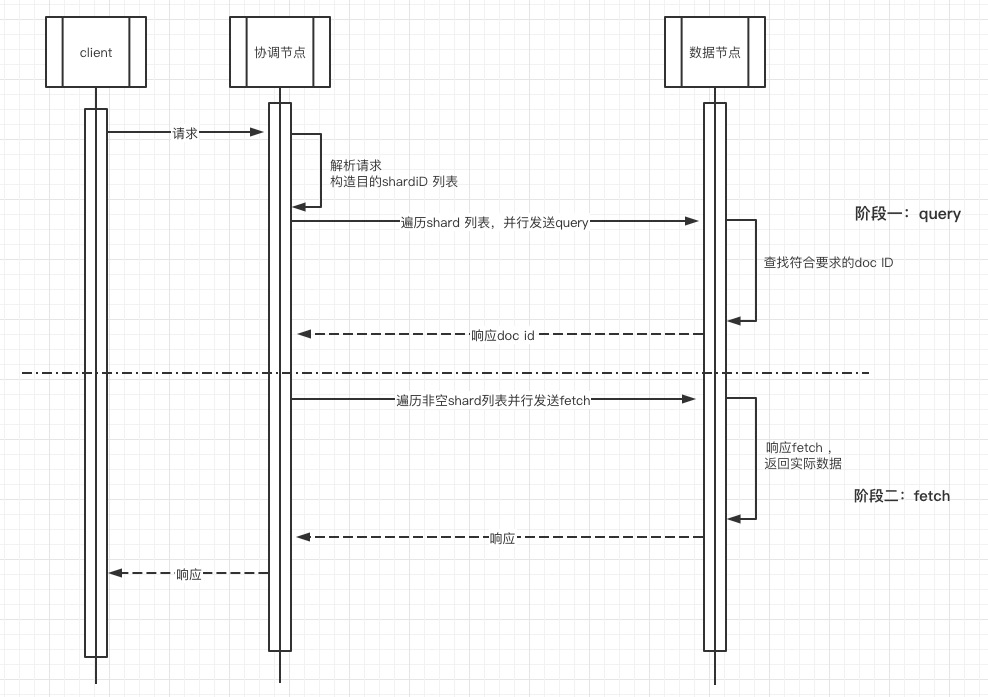 client
协调节点
数据节点
请求
解析请求
构造目的shardiD 列表
遍历shard 列表，并行发送query
阶段一：query
查找符合要求的doc ID
响应doc id
遍历非空shard列表并行发送fetch
响应fetch ，
返回实际数据
阶段二：fetch
响应
响应